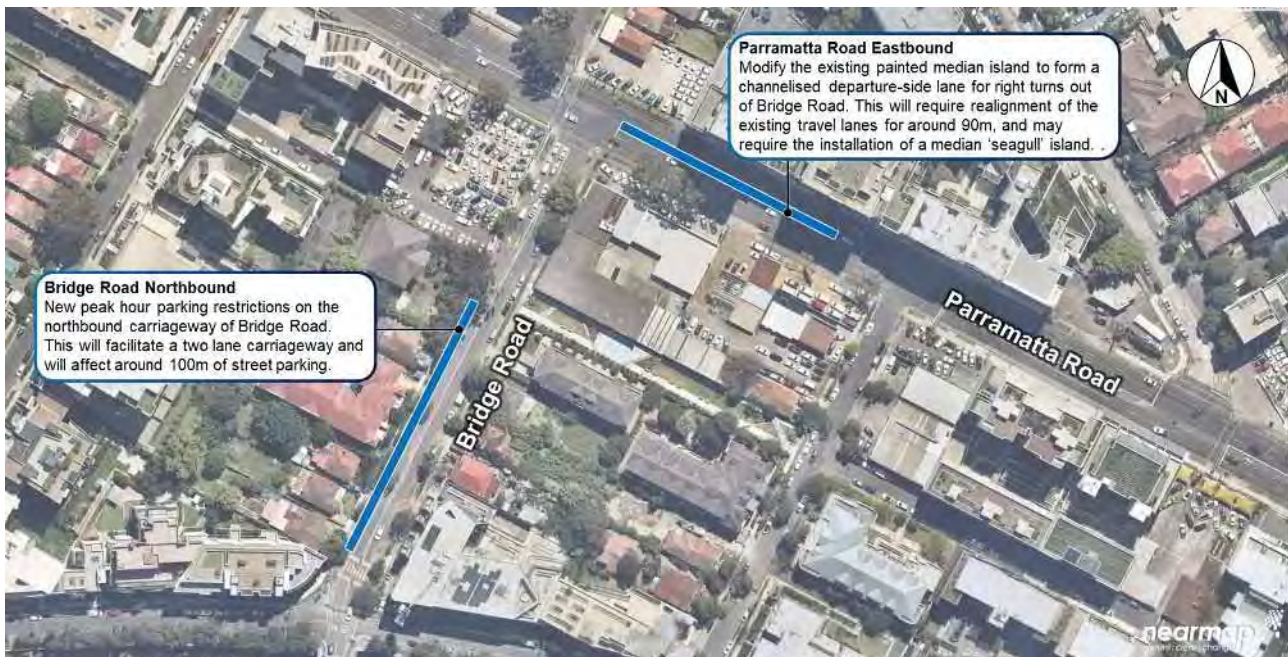 Parramatta Road Eastbound
Modify the existing painted median island to form a
channelised departure-side lane for right turns out
of Bridge Road. This will require realignment of the
existing travel lanes for around 90m, and may
require the installation of a median ‘seagull’ island. .
N
Bridge Road Northbound
New peak hour parking restrictions on the
northbound carriageway of Bridge Road.
This will facilitate a two lane carriageway and
will affect around 100m of street parking.
Bridge Road
Parramatta Road
nearmap